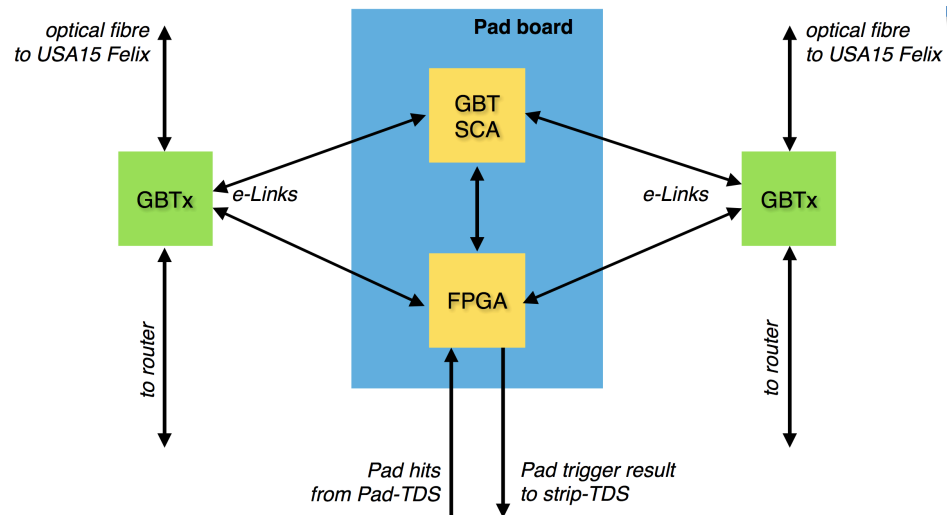 optical fibre
to USA15 Felix
Pad board
optical fibre
to USA15 Felix
GBT
SCA
GBTx
e-Links
e-Links
GBTx
FPGA
to router
to router
Pad hits
from Pad-TDS
Pad trigger result
to strip-TDS